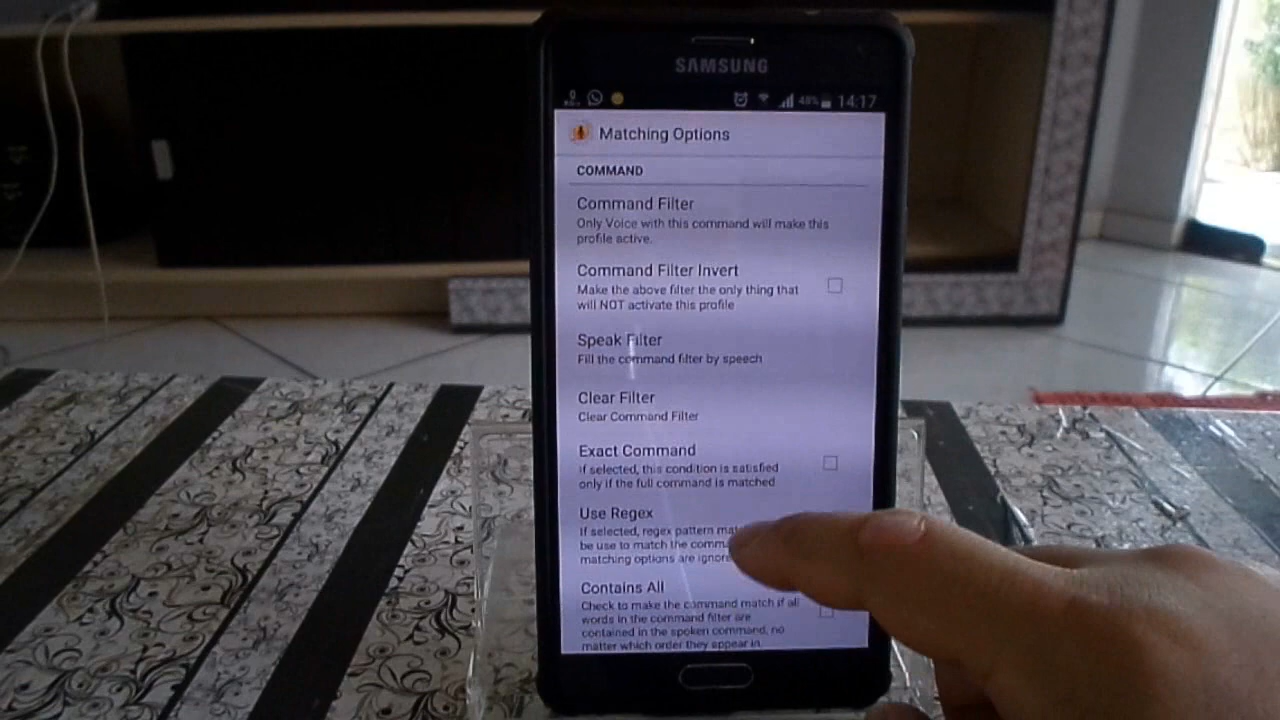 SAMSUNG
0
48% 14:17
Matching Options
COMMAND
Command Filter
Only Voice with this command will make this
profile active.
Command Filter Invert
Make the above filter the only thing that
will NOT activate this profile
Speak Filter
Fill the command filter by speech
Clear Filter
Clear Command Filter
Exact Command
If selected, this condition is satisfied
only if the full command is matched
Use Regex
If selected, regex pattern
be use to match the
matching options are
Contains All
Check to make the command match if all
words in the command filter are
contained in the spoken command, no
matter which order they appear in.